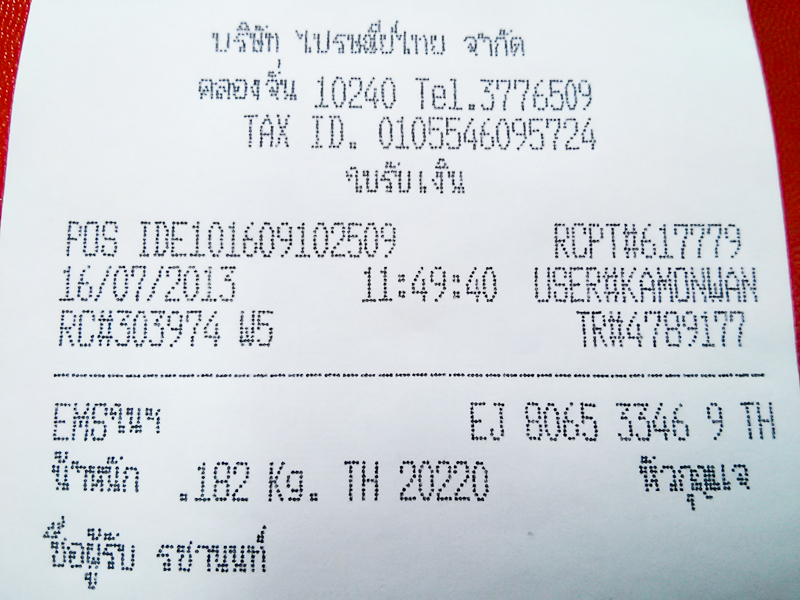 บริษัท ไปรษณีย์ไทย จำกัด
คลองจั่น 10240 Tel.3776509
TAX ID. 0105546095724
ใบรับเงิน
POS IDE101609102509 RCPT#617779
16/07/2013 11:49:40 USER#KAMONWAN
RC#303974 W5 TR#4789177
EMSในฯ EJ 8065 3346 9 TH
น้ำหนัก .182 Kg. TH 20220 หัวกุญแจ
ชื่อผู้รับ รชานนท์